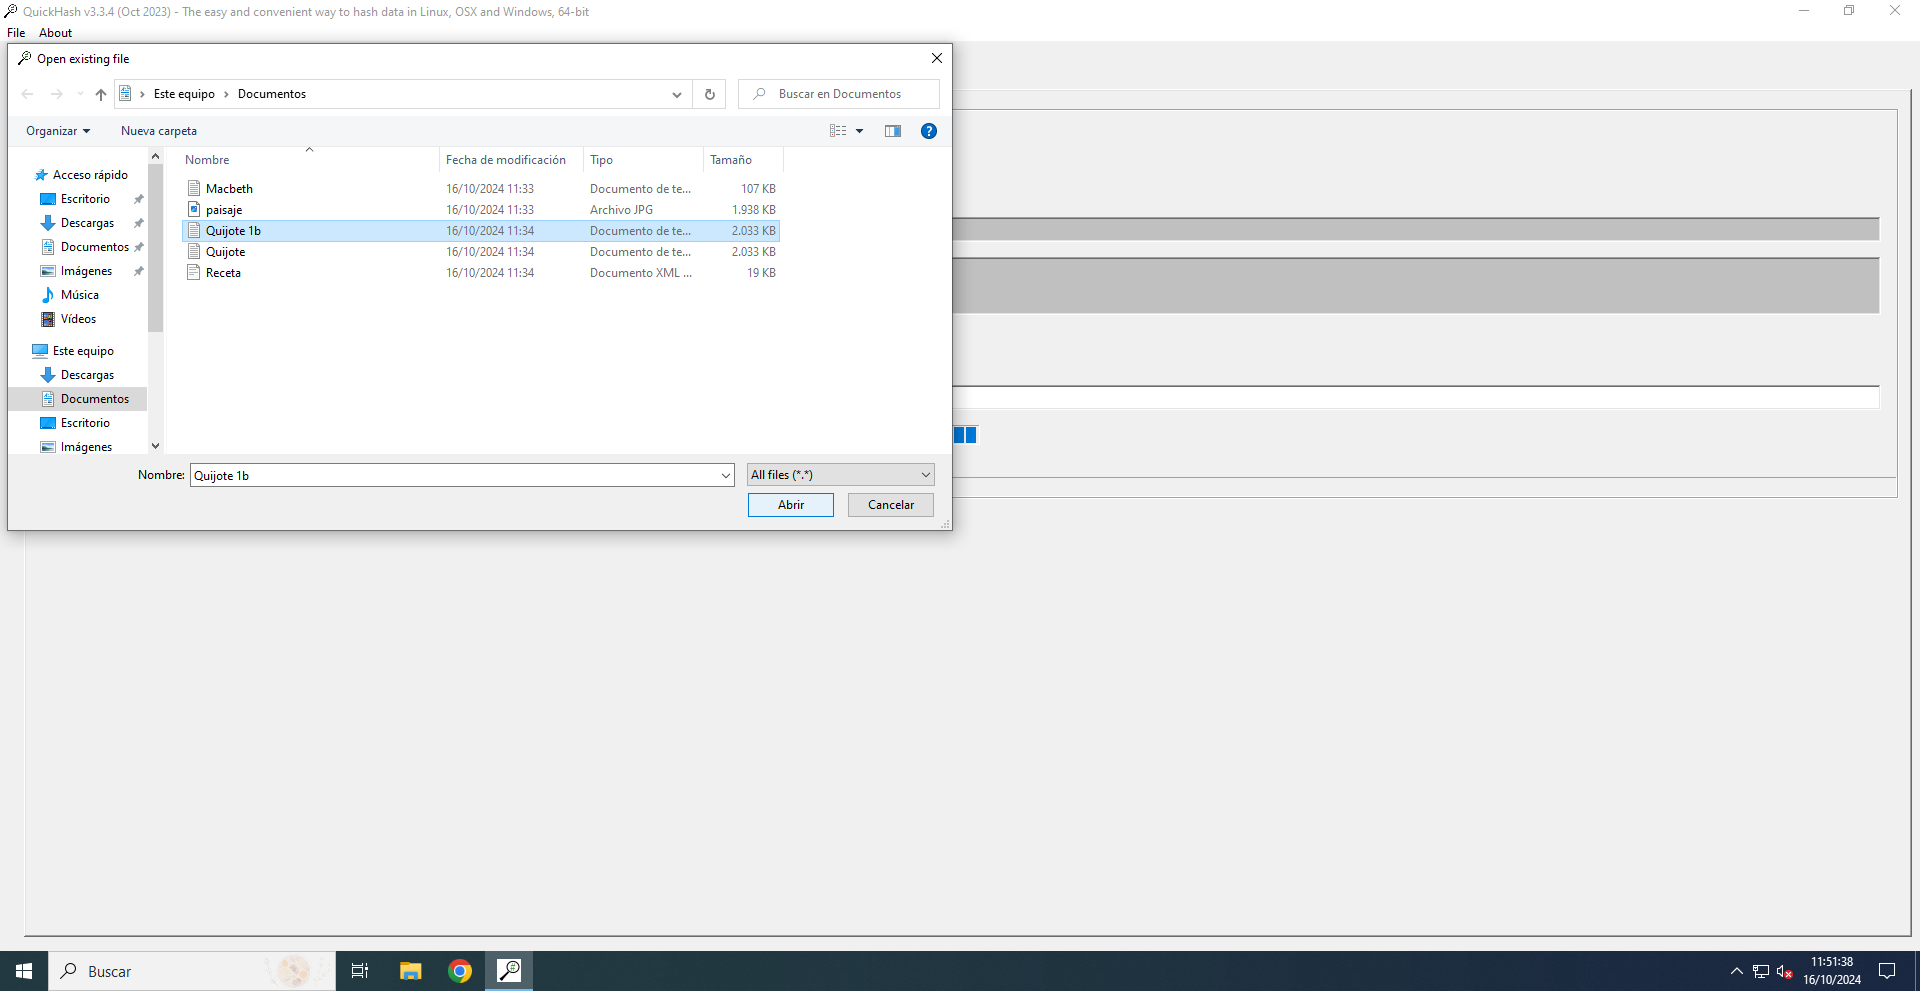 QuickHash v3.3.4 (Oct 2023) - The easy and convenient way to hash data in Linux, OSX and Windows, 64-bit
File About
Open existing file
Este equipo › Documentos
Buscar en Documentos
Organizar Nueva carpeta
?
Nombre Fecha de modificación Tipo Tamaño
Macbeth 16/10/2024 11:33 Documento de te... 107 KB
paisaje 16/10/2024 11:33 Archivo JPG 1.938 KB
Quijote 1b 16/10/2024 11:34 Documento de te... 2.033 KB
Quijote 16/10/2024 11:34 Documento de te... 2.033 KB
Receta 16/10/2024 11:34 Documento XML ... 19 KB
Acceso rápido
Escritorio
Descargas
Documentos
Imágenes
Música
Vídeos
Este equipo
Descargas
Documentos
Escritorio
Imágenes
Nombre: Quijote 1b All files (*.*)
Abrir Cancelar
Buscar
11:51:38
16/10/2024